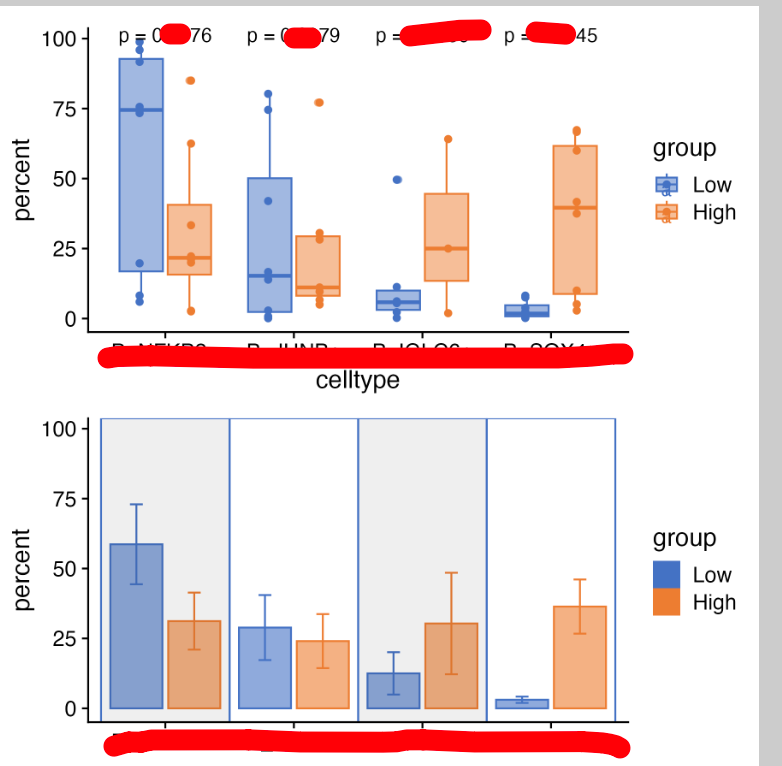 100 p = 0 76 p = 0 79 p = p = 45
75
50
25
0
percent
group
Low
High
celltype
100
75
50
25
0
percent
group
Low
High